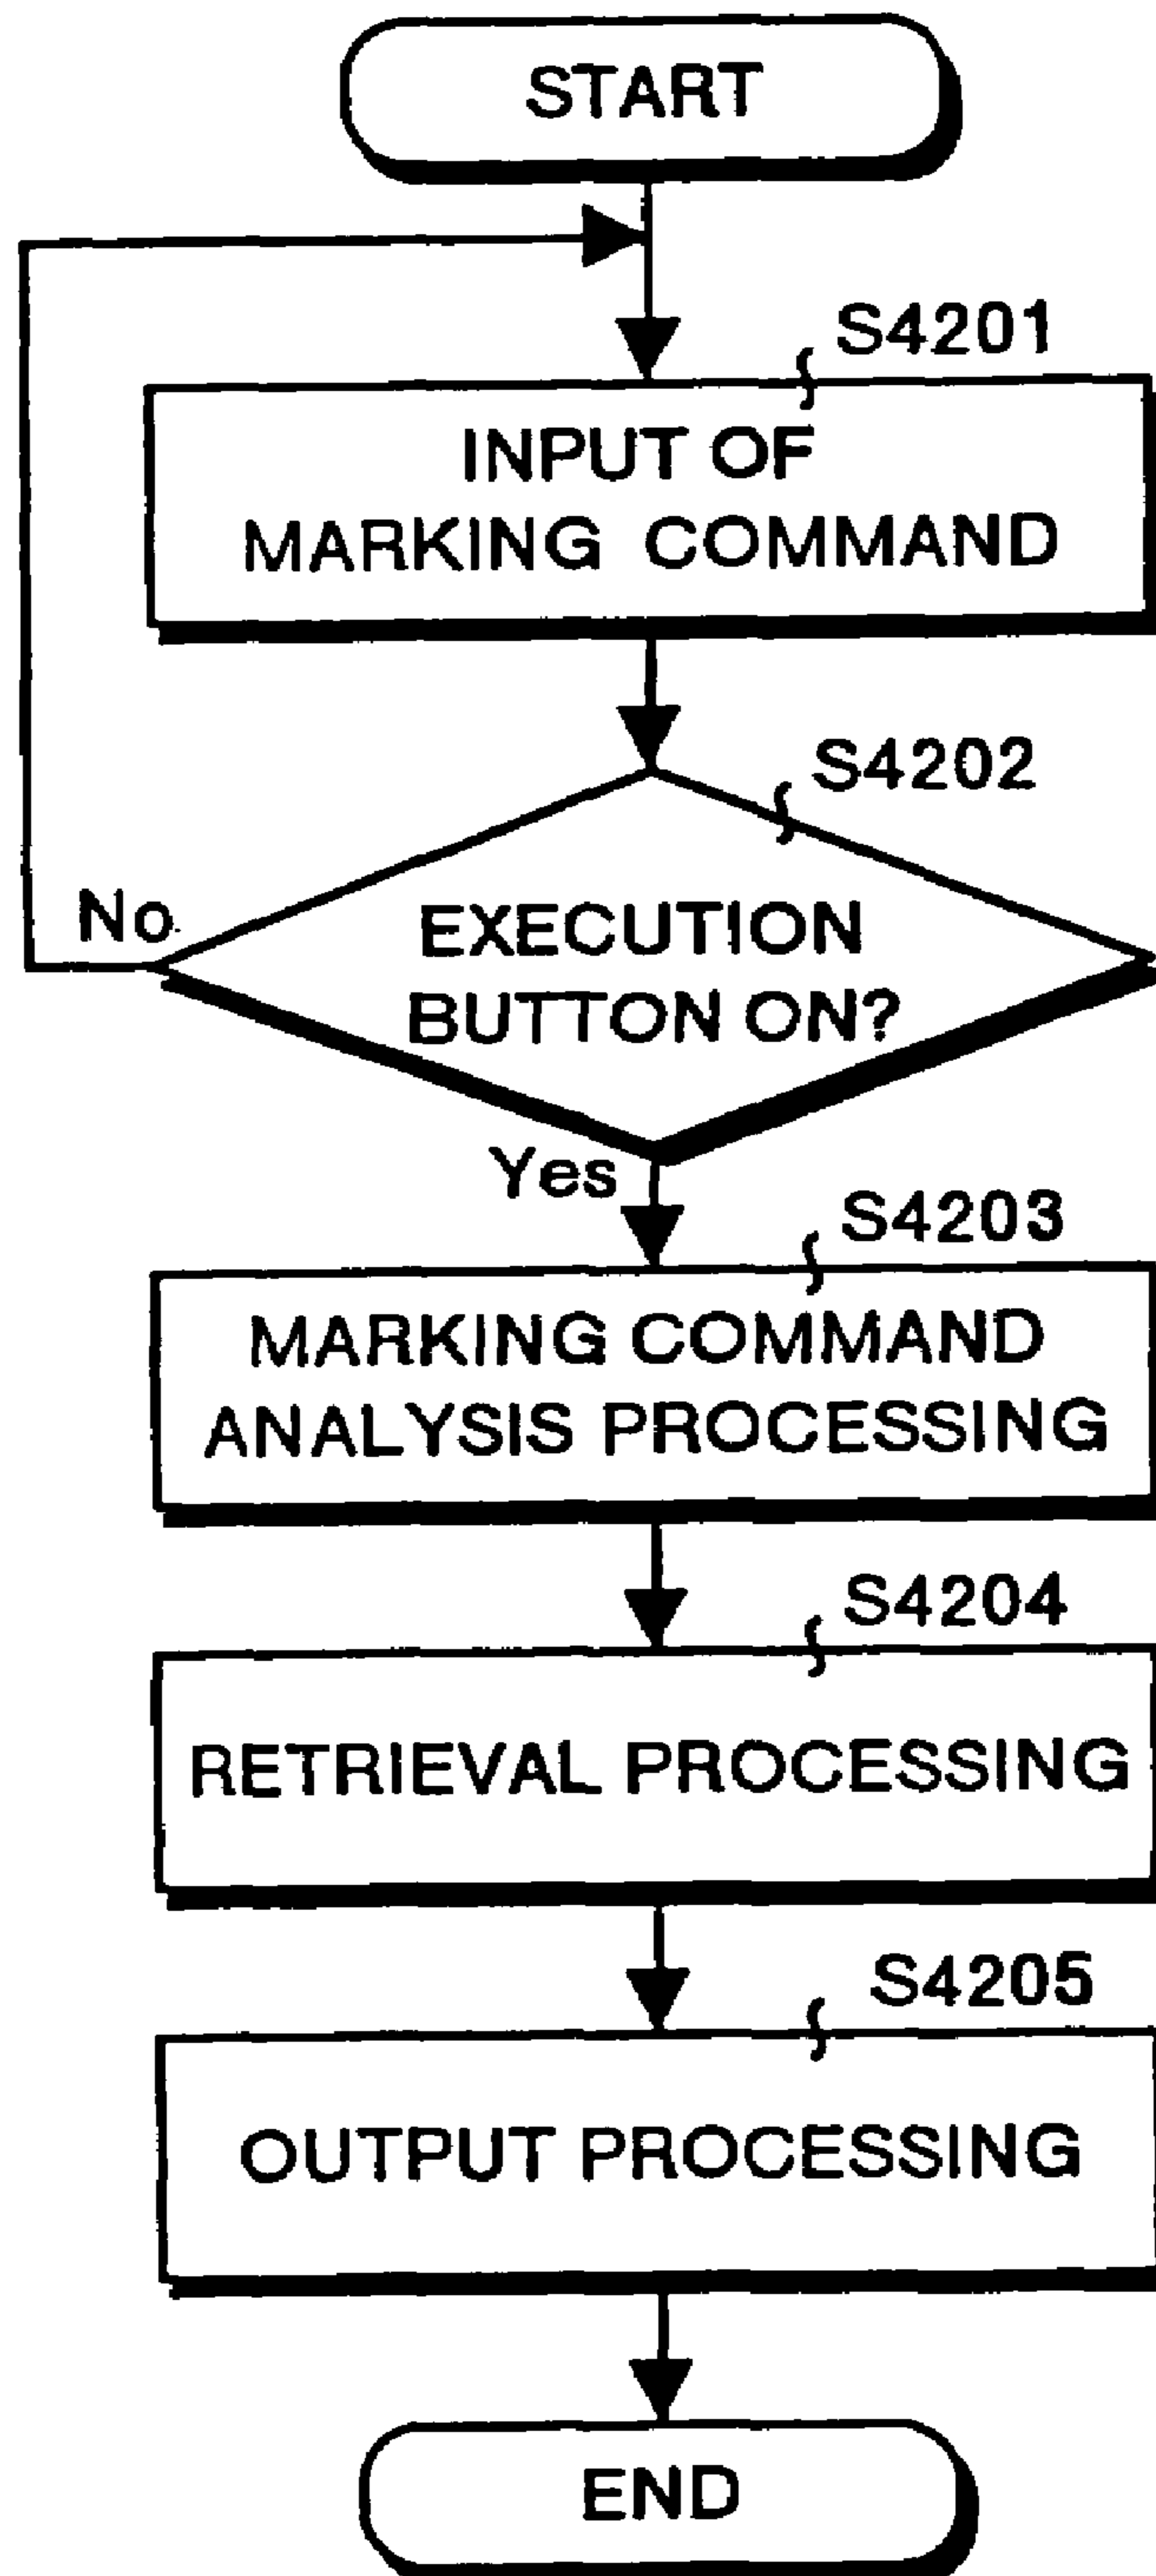 START
S4201
INPUT OF
MARKING COMMAND
S4202
No
EXECUTION
BUTTON ON?
Yes
S4203
MARKING COMMAND
ANALYSIS PROCESSING
S4204
RETRIEVAL PROCESSING
S4205
OUTPUT PROCESSING
END